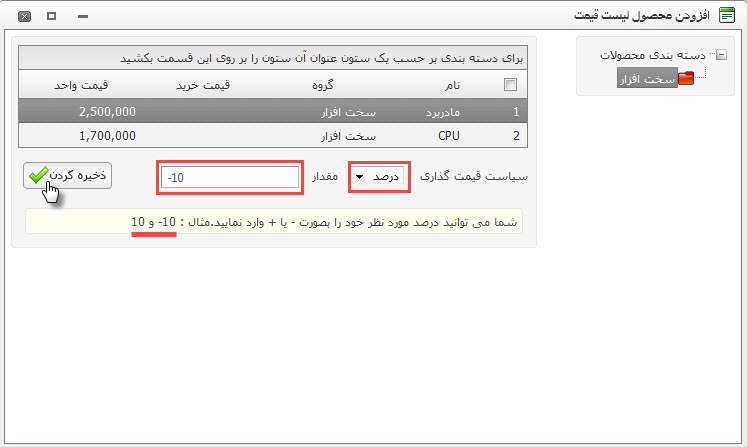 افزودن محصول لیست قیمت
دسته بندی محصولات
سخت افزار
برای دسته بندی بر حسب یک ستون عنوان آن ستون را بر روی این قسمت بکشید
نام گروه قیمت خرید قیمت واحد
1 مادربرد سخت افزار 2,500,000
2 CPU سخت افزار 1,700,000
سیاست قیمت گذاری درصد مقدار -10 ذخیره کردن
شما می توانید درصد مورد نظر خود را بصورت - یا + وارد نمایید.مثال : 10- و 10